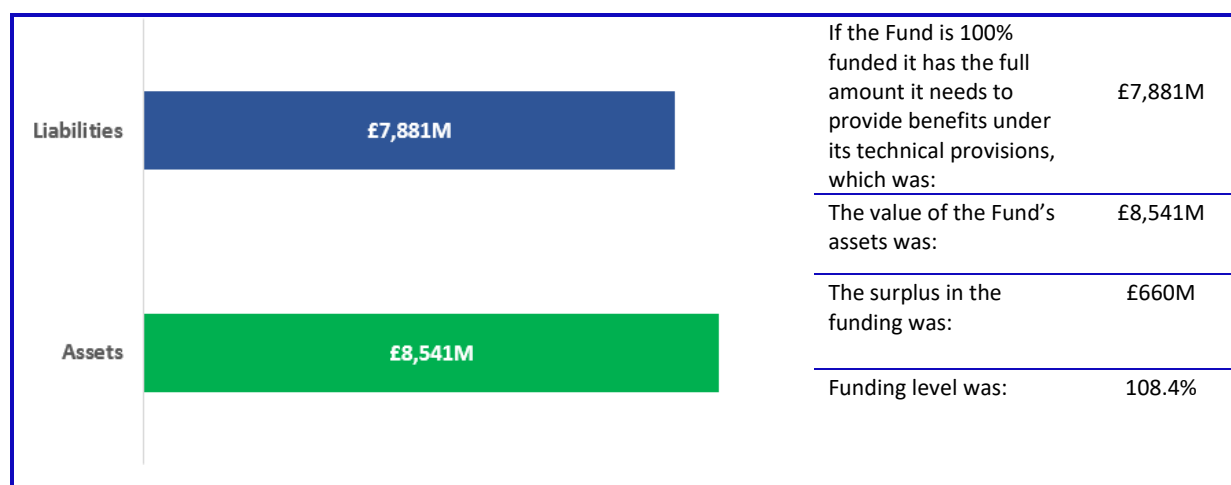 Liabilities
£7,881M
Assets
£8,541M
If the Fund is 100%
funded it has the full
amount it needs to
provide benefits under
its technical provisions,
which was:
£7,881M
The value of the Fund’s
assets was:
£8,541M
The surplus in the
funding was:
£660M
Funding level was:
108.4%